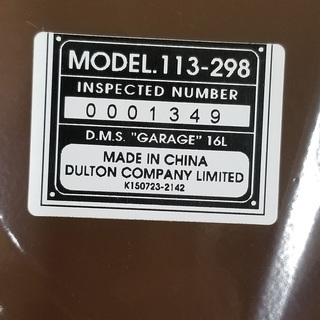 MODEL.113-298
INSPECTED NUMBER
0001349
D.M.S. "GARAGE" 16L
MADE IN CHINA
DULTON COMPANY LIMITED
K150723-2142